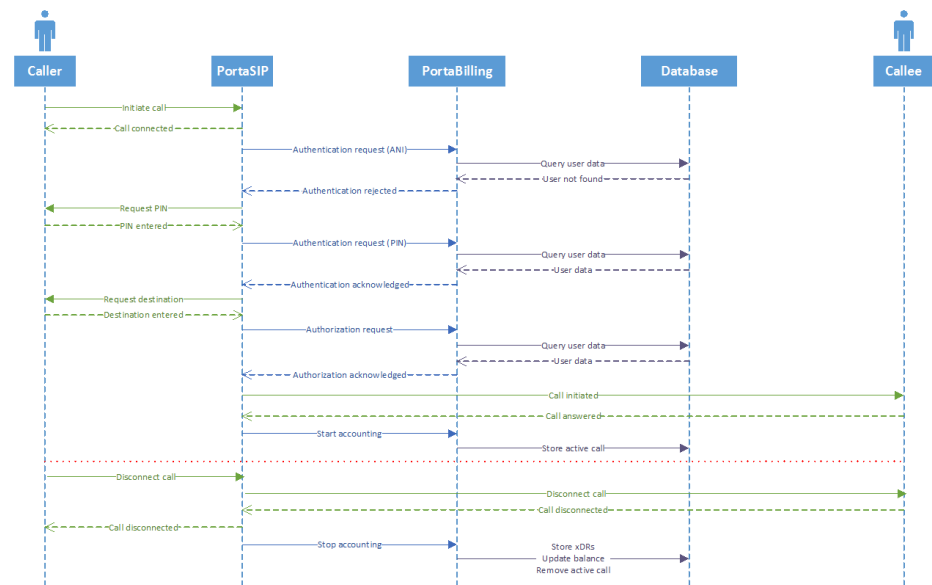 Caller
PortaSIP
PortaBilling
Database
Callee
Initiate call
Call connected
Authentication request (ANI)
Query user data
User not found
Authentication rejected
Request PIN
PIN entered
Authentication request (PIN)
Query user data
User data
Authentication acknowledged
Request destination
Destination entered
Authorization request
Query user data
User data
Authorization acknowledged
Call initiated
Call answered
Start accounting
Store active call
Disconnect call
Disconnect call
Call disconnected
Call disconnected
Stop accounting
Store xDRs
Update balance
Remove active call